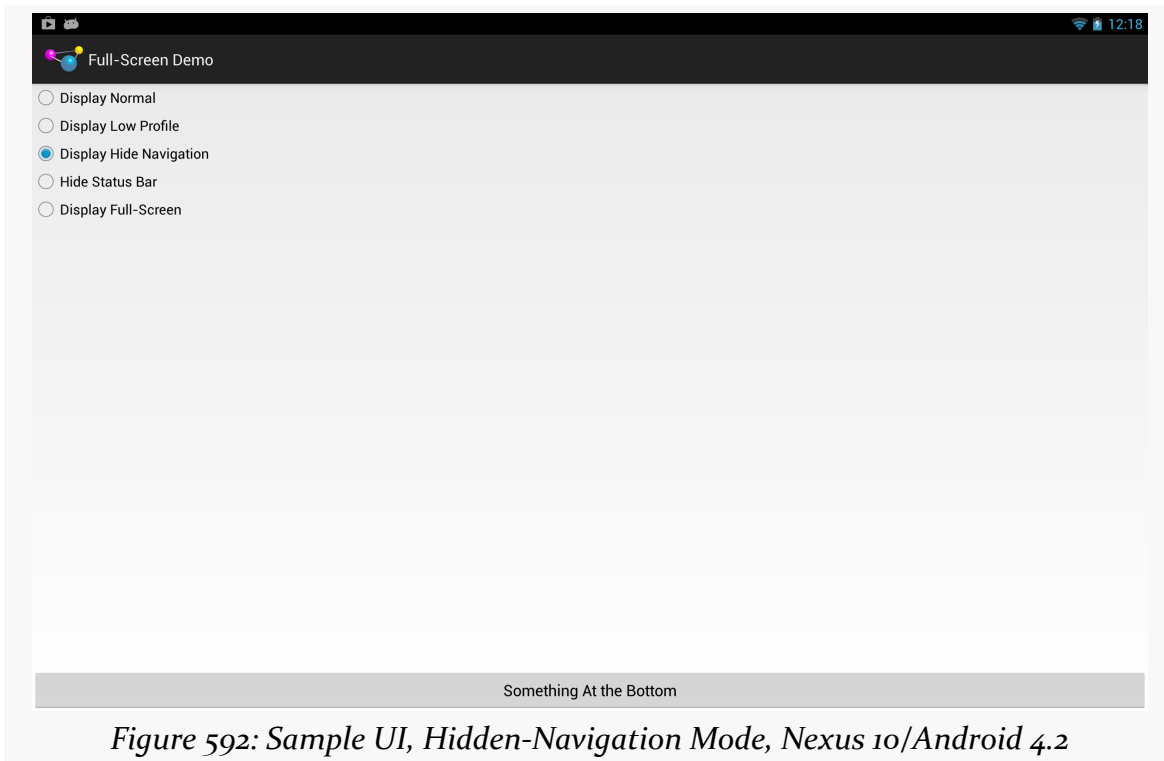 12:18
Full-Screen Demo
Display Normal
Display Low Profile
Display Hide Navigation
Hide Status Bar
Display Full-Screen
Something At the Bottom
Figure 592: Sample UI, Hidden-Navigation Mode, Nexus 10/Android 4.2